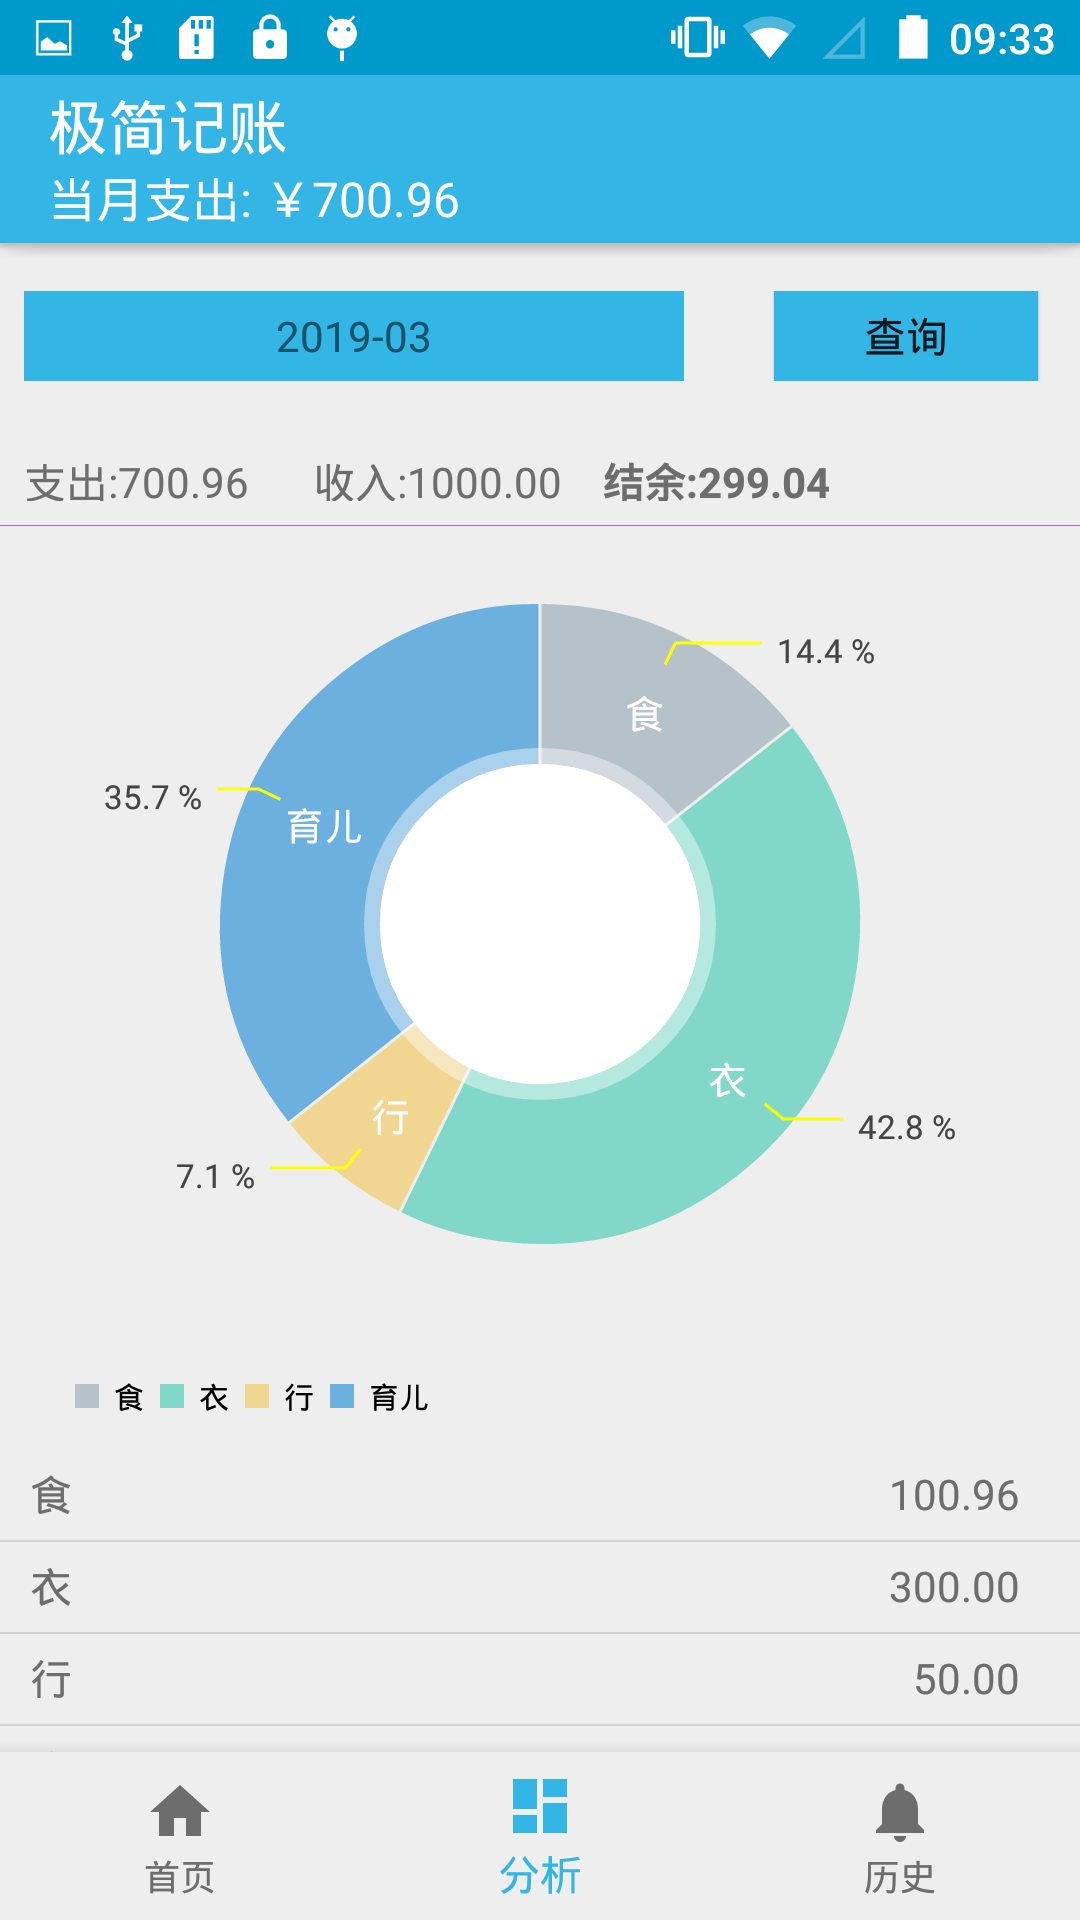 09:33
极简记账
当月支出: ￥700.96
2019-03
查询
支出:700.96 收入:1000.00 结余:299.04
14.4 %
食
35.7 %
育儿
衣
42.8 %
行
7.1 %
食 衣 行 育儿
食 100.96
衣 300.00
行 50.00
首页 分析 历史